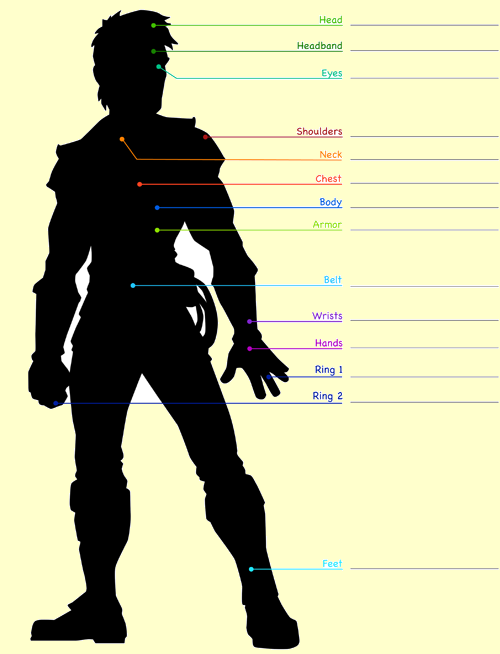 Head
Headband
Eyes
Shoulders
Neck
Chest
Body
Armor
Belt
Wrists
Hands
Ring 1
Ring 2
Feet